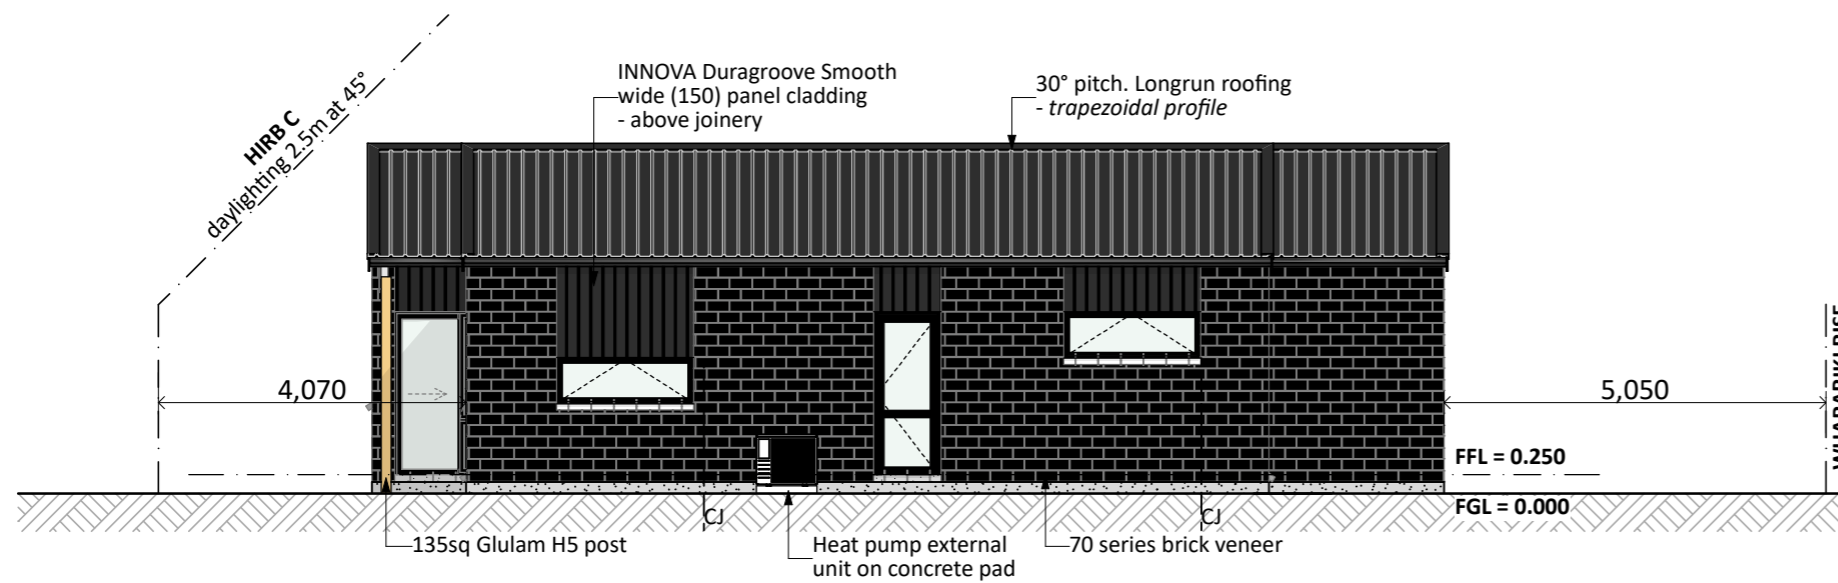 HIRB C
daylighting 2.5m at 45°
INNOVA Duragroove Smooth
wide (150) panel cladding
- above joinery
30° pitch. Longrun roofing
- trapezoidal profile
4,070
5,050
FFL = 0.250
FGL = 0.000
CJ
CJ
135sq Glulam H5 post
Heat pump external
unit on concrete pad
70 series brick veneer